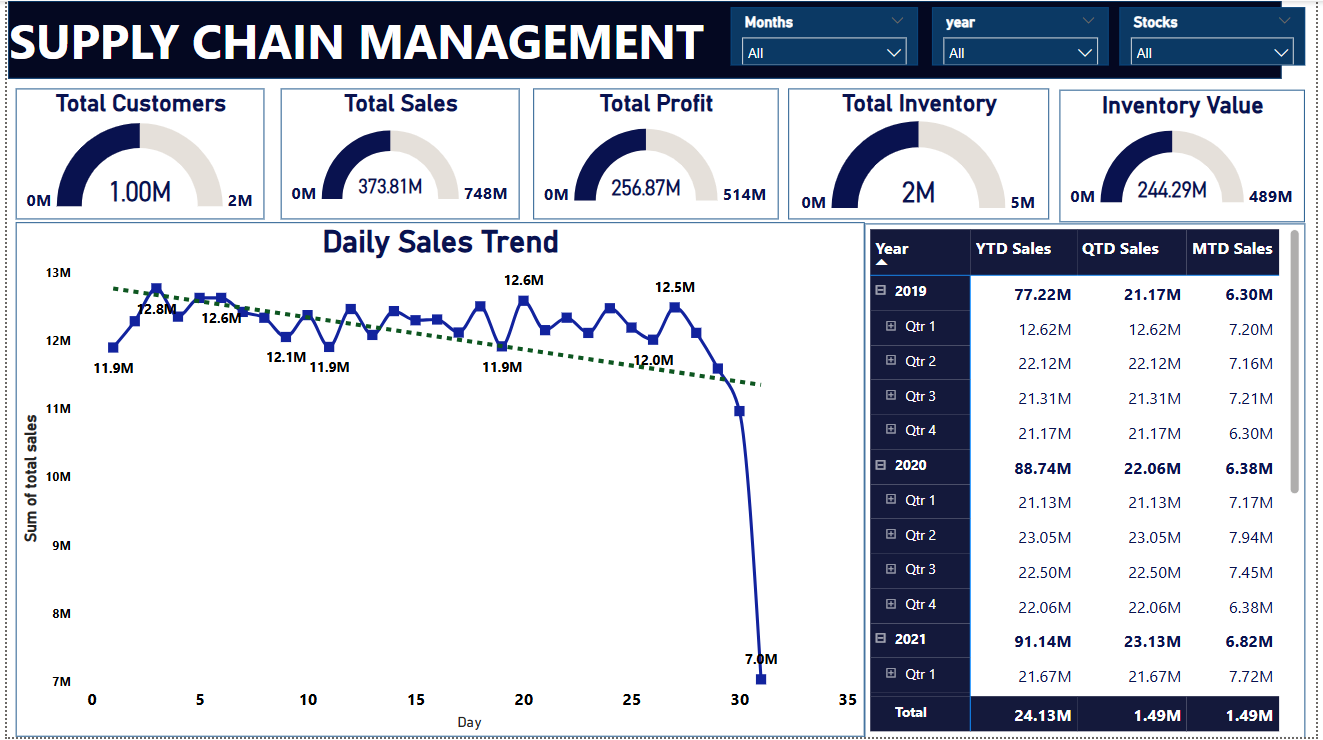 SUPPLY CHAIN MANAGEMENT
Months
All
year
All
Stocks
All
Total Customers
1.00M
0M
2M
Total Sales
373.81M
0M
748M
Total Profit
256.87M
0M
514M
Total Inventory
2M
0M
5M
Inventory Value
244.29M
0M
489M
Daily Sales Trend
Sum of total sales
13M
12M
11M
10M
9M
8M
7M
11.9M
12.8M
12.6M
12.1M
11.9M
11.9M
12.6M
12.0M
12.5M
7.0M
0 5 10 15 20 25 30 35
Day
Year YTD Sales QTD Sales MTD Sales
2019 77.22M 21.17M 6.30M
Qtr 1 12.62M 12.62M 7.20M
Qtr 2 22.12M 22.12M 7.16M
Qtr 3 21.31M 21.31M 7.21M
Qtr 4 21.17M 21.17M 6.30M
2020 88.74M 22.06M 6.38M
Qtr 1 21.13M 21.13M 7.17M
Qtr 2 23.05M 23.05M 7.94M
Qtr 3 22.50M 22.50M 7.45M
Qtr 4 22.06M 22.06M 6.38M
2021 91.14M 23.13M 6.82M
Qtr 1 21.67M 21.67M 7.72M
Total 24.13M 1.49M 1.49M